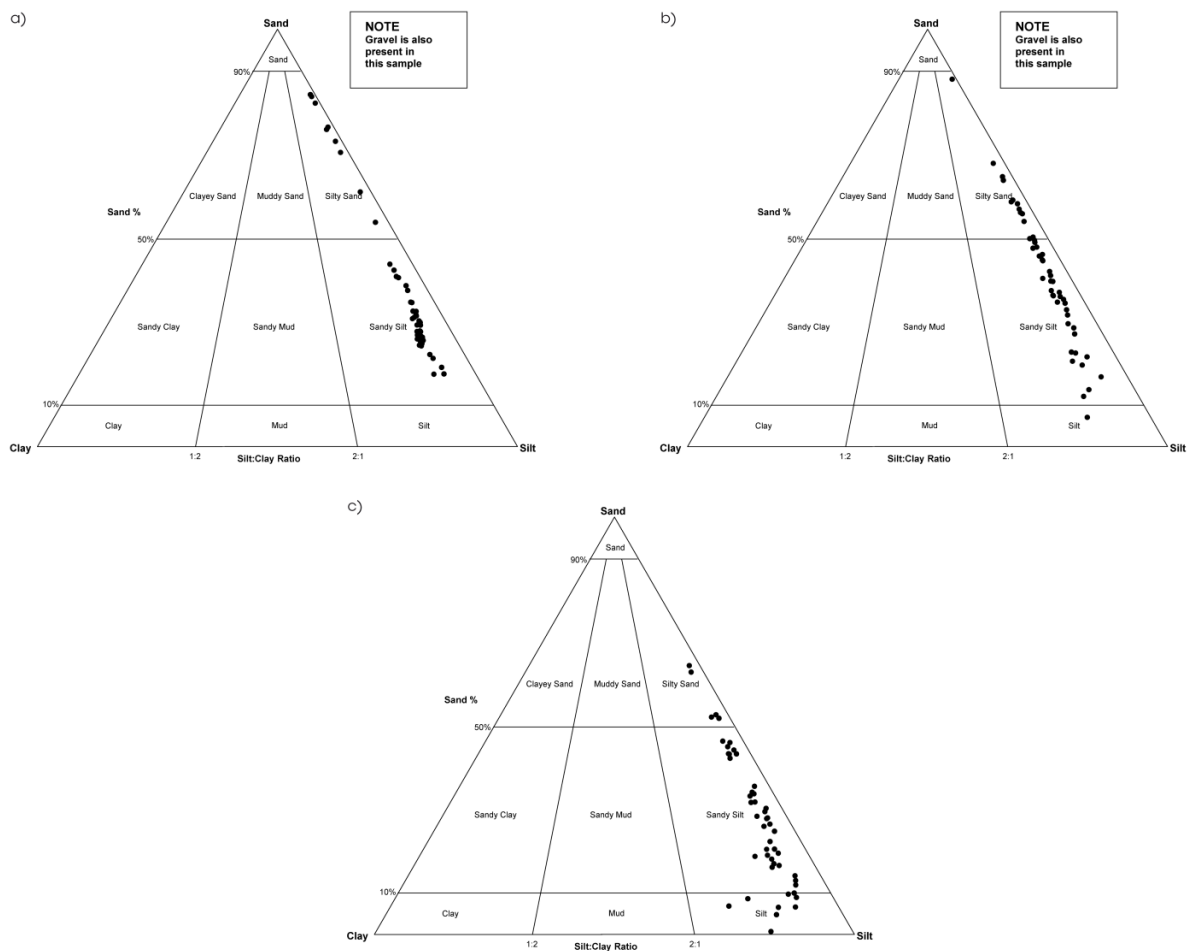 a)
Sand
NOTE
Gravel is also
present in
this sample
Sand
90%
Clayey Sand
Muddy Sand
Silty Sand
Sand %
50%
Sandy Clay
Sandy Mud
Sandy Silt
10%
Clay
Mud
Silt
Clay
Silt
1:2
Silt:Clay Ratio
2:1
b)
Sand
NOTE
Gravel is also
present in
this sample
Sand
90%
Clayey Sand
Muddy Sand
Silty Sand
Sand %
50%
Sandy Clay
Sandy Mud
Sandy Silt
10%
Clay
Mud
Silt
Clay
Silt
1:2
Silt:Clay Ratio
2:1
c)
Sand
Sand
90%
Clayey Sand
Muddy Sand
Silty Sand
Sand %
50%
Sandy Clay
Sandy Mud
Sandy Silt
10%
Clay
Mud
Silt
Clay
Silt
1:2
Silt:Clay Ratio
2:1